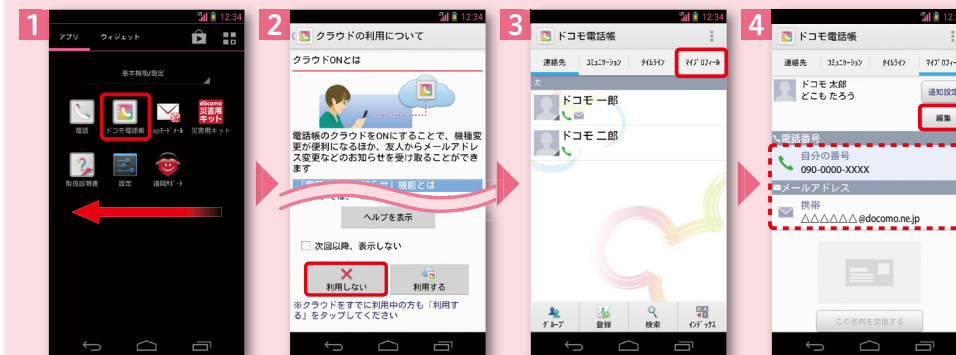 1
12:34
アプリ
ウィジェット
基本機能/設定
電話
ドコモ電話帳
spモードメール
docomo
災害用
キット
災害用キット
取扱説明書
設定
遠隔サポート
2
12:34
クラウドの利用について
クラウドONとは
電話帳のクラウドをONにすることで、機種変
更が便利になるほか、友人からメールアドレ
ス変更などのお知らせを受け取ることができ
ます
機能とは
ヘルプを表示
次回以降、表示しない
利用しない
利用する
※クラウドをすでに利用中の方も「利用す
る」をタップしてください
3
12:34
ドコモ電話帳
連絡先
コミュニケーション
タイムライン
マイプロフィール
た
ドコモ 一郎
ドコモ 二郎
グループ
登録
検索
インデックス
4
ドコモ電話帳
連絡先
コミュニケーション
タイムライン
マイプロフィー
ドコモ 太郎
どこも たろう
通知設定
編集
電話番号
自分の番号
090-0000-XXXX
メールアドレス
携帯
△△△△△△@docomo.ne.jp
この名刺を交換する